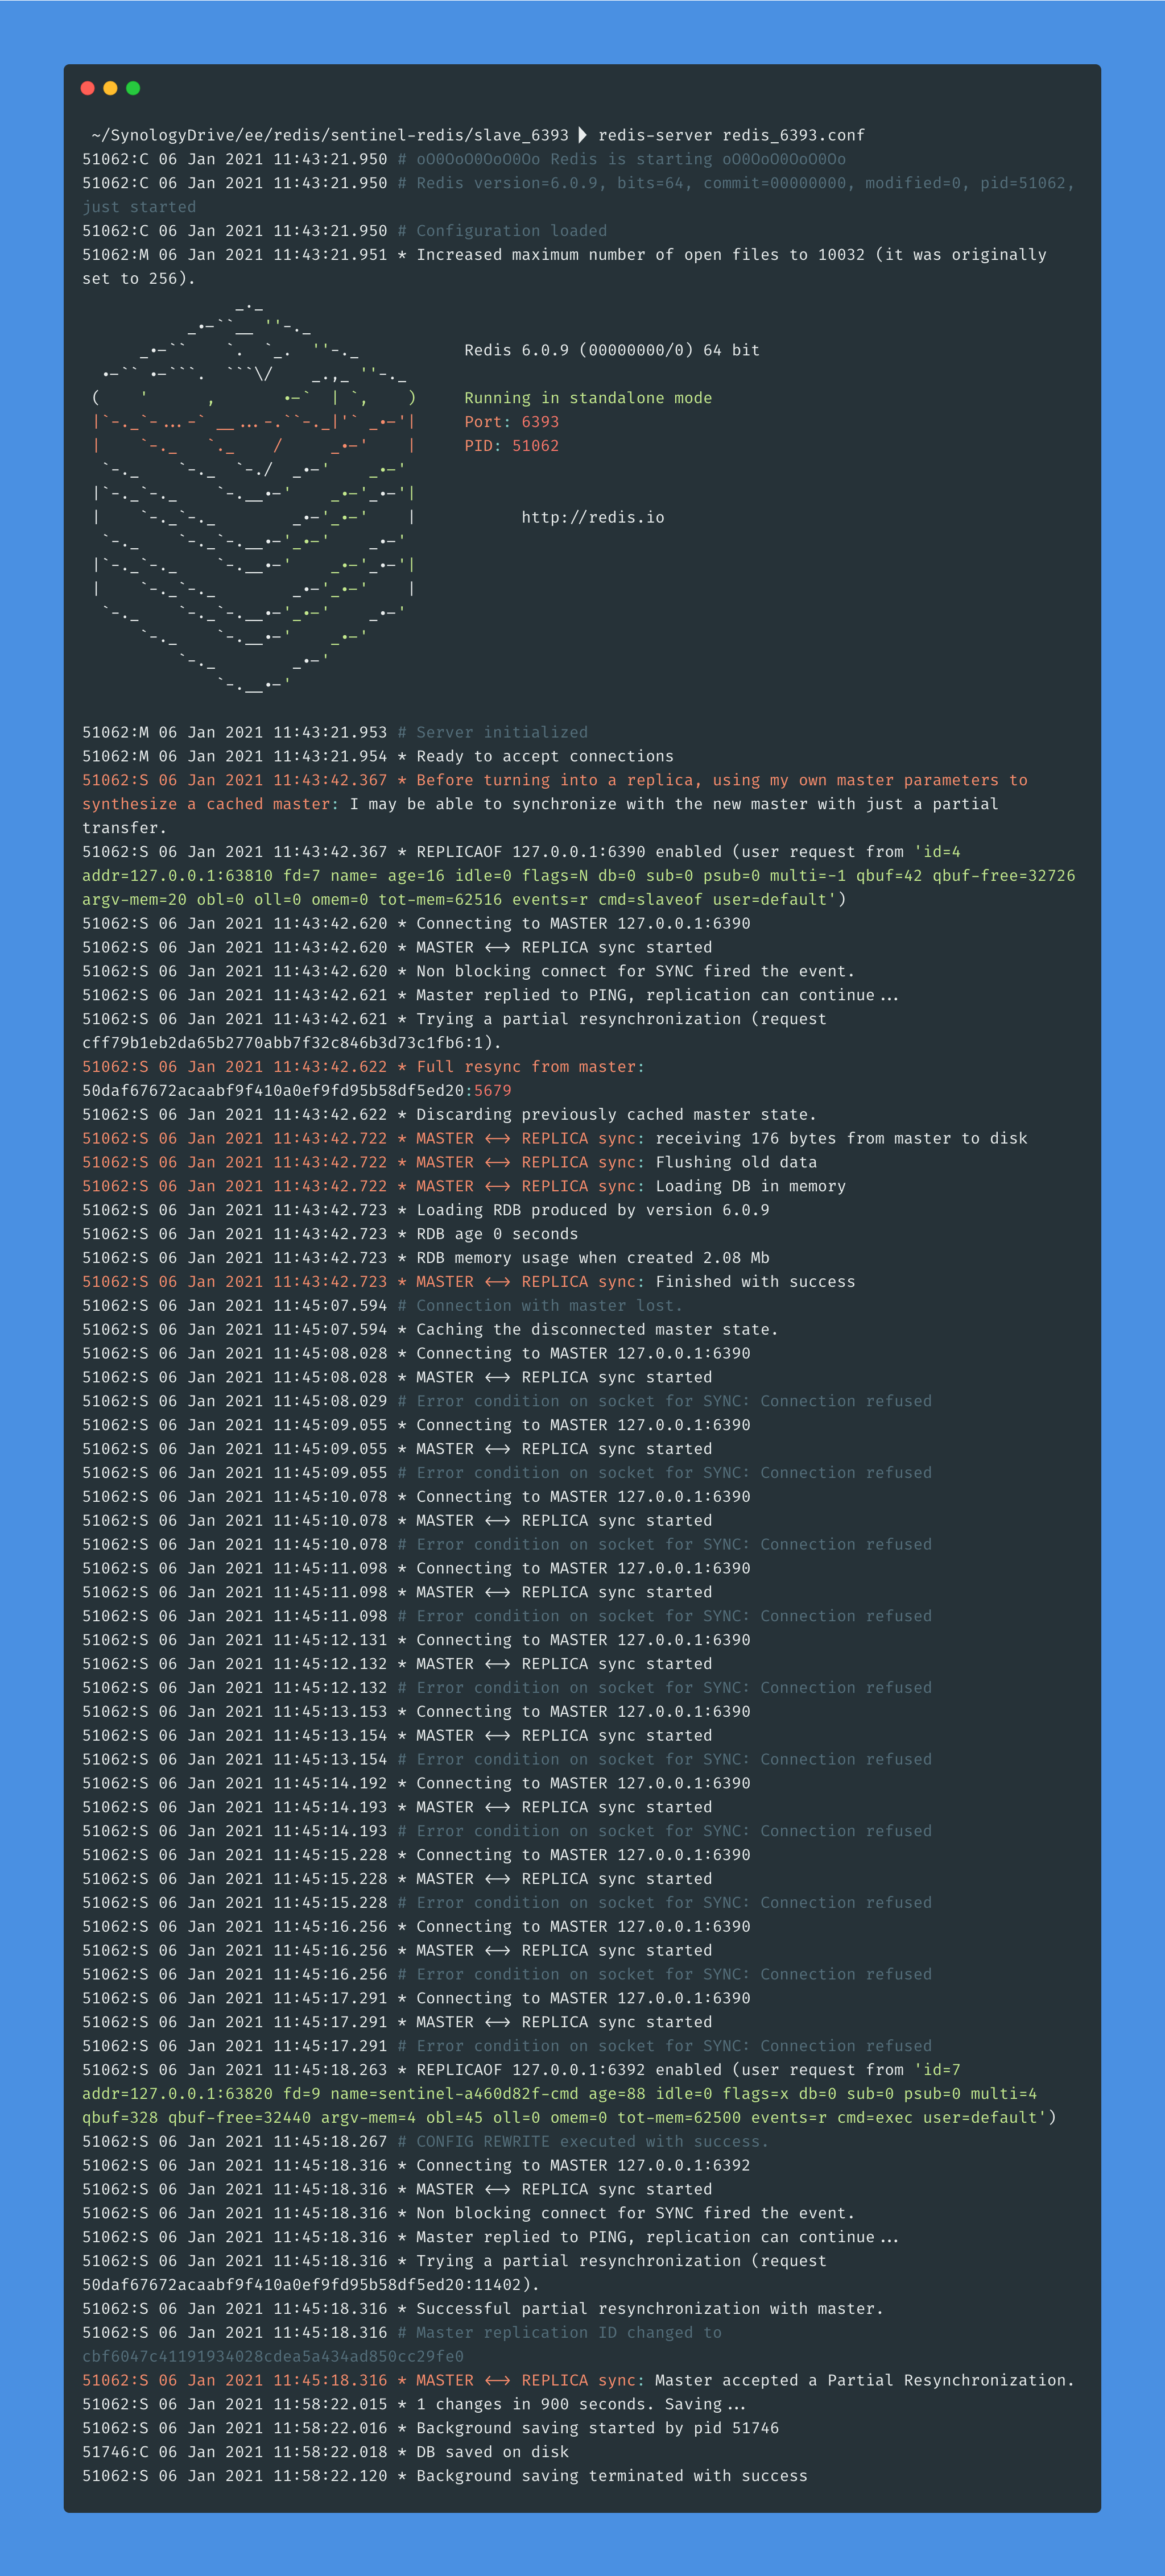 ~/SynologyDrive/ee/redis/sentinel-redis/slave_6393 ▶ redis-server redis_6393.conf
51062:C 06 Jan 2021 11:43:21.950 # oO0OoO0OoO0Oo Redis is starting oO0OoO0OoO0Oo
51062:C 06 Jan 2021 11:43:21.950 # Redis version=6.0.9, bits=64, commit=00000000, modified=0, pid=51062,
just started
51062:C 06 Jan 2021 11:43:21.950 # Configuration loaded
51062:M 06 Jan 2021 11:43:21.951 * Increased maximum number of open files to 10032 (it was originally
set to 256).
                _._
           _.-``__ ''-._
      _.-``    `.  `_.  ''-._           Redis 6.0.9 (00000000/0) 64 bit
  .-`` .-```.  ```\/    _.,_ ''-._
 (    '      ,       .-`  | `,    )     Running in standalone mode
 |`-._`-...-` __...-.``-._|'` _.-'|     Port: 6393
 |    `-._   `._    /     _.-'    |     PID: 51062
  `-._    `-._  `-./  _.-'    _.-'
 |`-._`-._    `-.__.-'    _.-'_.-'|
 |    `-._`-._        _.-'_.-'    |           http://redis.io
  `-._    `-._`-.__.-'_.-'    _.-'
 |`-._`-._    `-.__.-'    _.-'_.-'|
 |    `-._`-._        _.-'_.-'    |
  `-._    `-._`-.__.-'_.-'    _.-'
      `-._    `-.__.-'    _.-'
          `-._        _.-'
              `-.__.-'
51062:M 06 Jan 2021 11:43:21.953 # Server initialized
51062:M 06 Jan 2021 11:43:21.954 * Ready to accept connections
51062:S 06 Jan 2021 11:43:42.367 * Before turning into a replica, using my own master parameters to
synthesize a cached master: I may be able to synchronize with the new master with just a partial
transfer.
51062:S 06 Jan 2021 11:43:42.367 * REPLICAOF 127.0.0.1:6390 enabled (user request from 'id=4
addr=127.0.0.1:63810 fd=7 name= age=16 idle=0 flags=N db=0 sub=0 psub=0 multi=-1 qbuf=42 qbuf-free=32726
argv-mem=20 obl=0 oll=0 omem=0 tot-mem=62516 events=r cmd=slaveof user=default')
51062:S 06 Jan 2021 11:43:42.620 * Connecting to MASTER 127.0.0.1:6390
51062:S 06 Jan 2021 11:43:42.620 * MASTER <-> REPLICA sync started
51062:S 06 Jan 2021 11:43:42.620 * Non blocking connect for SYNC fired the event.
51062:S 06 Jan 2021 11:43:42.621 * Master replied to PING, replication can continue...
51062:S 06 Jan 2021 11:43:42.621 * Trying a partial resynchronization (request
cff79b1eb2da65b2770abb7f32c846b3d73c1fb6:1).
51062:S 06 Jan 2021 11:43:42.622 * Full resync from master:
50daf67672acaabf9f410a0ef9fd95b58df5ed20:5679
51062:S 06 Jan 2021 11:43:42.622 * Discarding previously cached master state.
51062:S 06 Jan 2021 11:43:42.722 * MASTER <-> REPLICA sync: receiving 176 bytes from master to disk
51062:S 06 Jan 2021 11:43:42.722 * MASTER <-> REPLICA sync: Flushing old data
51062:S 06 Jan 2021 11:43:42.722 * MASTER <-> REPLICA sync: Loading DB in memory
51062:S 06 Jan 2021 11:43:42.723 * Loading RDB produced by version 6.0.9
51062:S 06 Jan 2021 11:43:42.723 * RDB age 0 seconds
51062:S 06 Jan 2021 11:43:42.723 * RDB memory usage when created 2.08 Mb
51062:S 06 Jan 2021 11:43:42.723 * MASTER <-> REPLICA sync: Finished with success
51062:S 06 Jan 2021 11:45:07.594 # Connection with master lost.
51062:S 06 Jan 2021 11:45:07.594 * Caching the disconnected master state.
51062:S 06 Jan 2021 11:45:08.028 * Connecting to MASTER 127.0.0.1:6390
51062:S 06 Jan 2021 11:45:08.028 * MASTER <-> REPLICA sync started
51062:S 06 Jan 2021 11:45:08.029 # Error condition on socket for SYNC: Connection refused
51062:S 06 Jan 2021 11:45:09.055 * Connecting to MASTER 127.0.0.1:6390
51062:S 06 Jan 2021 11:45:09.055 * MASTER <-> REPLICA sync started
51062:S 06 Jan 2021 11:45:09.055 # Error condition on socket for SYNC: Connection refused
51062:S 06 Jan 2021 11:45:10.078 * Connecting to MASTER 127.0.0.1:6390
51062:S 06 Jan 2021 11:45:10.078 * MASTER <-> REPLICA sync started
51062:S 06 Jan 2021 11:45:10.078 # Error condition on socket for SYNC: Connection refused
51062:S 06 Jan 2021 11:45:11.098 * Connecting to MASTER 127.0.0.1:6390
51062:S 06 Jan 2021 11:45:11.098 * MASTER <-> REPLICA sync started
51062:S 06 Jan 2021 11:45:11.098 # Error condition on socket for SYNC: Connection refused
51062:S 06 Jan 2021 11:45:12.131 * Connecting to MASTER 127.0.0.1:6390
51062:S 06 Jan 2021 11:45:12.132 * MASTER <-> REPLICA sync started
51062:S 06 Jan 2021 11:45:12.132 # Error condition on socket for SYNC: Connection refused
51062:S 06 Jan 2021 11:45:13.153 * Connecting to MASTER 127.0.0.1:6390
51062:S 06 Jan 2021 11:45:13.154 * MASTER <-> REPLICA sync started
51062:S 06 Jan 2021 11:45:13.154 # Error condition on socket for SYNC: Connection refused
51062:S 06 Jan 2021 11:45:14.192 * Connecting to MASTER 127.0.0.1:6390
51062:S 06 Jan 2021 11:45:14.193 * MASTER <-> REPLICA sync started
51062:S 06 Jan 2021 11:45:14.193 # Error condition on socket for SYNC: Connection refused
51062:S 06 Jan 2021 11:45:15.228 * Connecting to MASTER 127.0.0.1:6390
51062:S 06 Jan 2021 11:45:15.228 * MASTER <-> REPLICA sync started
51062:S 06 Jan 2021 11:45:15.228 # Error condition on socket for SYNC: Connection refused
51062:S 06 Jan 2021 11:45:16.256 * Connecting to MASTER 127.0.0.1:6390
51062:S 06 Jan 2021 11:45:16.256 * MASTER <-> REPLICA sync started
51062:S 06 Jan 2021 11:45:16.256 # Error condition on socket for SYNC: Connection refused
51062:S 06 Jan 2021 11:45:17.291 * Connecting to MASTER 127.0.0.1:6390
51062:S 06 Jan 2021 11:45:17.291 * MASTER <-> REPLICA sync started
51062:S 06 Jan 2021 11:45:17.291 # Error condition on socket for SYNC: Connection refused
51062:S 06 Jan 2021 11:45:18.263 * REPLICAOF 127.0.0.1:6392 enabled (user request from 'id=7
addr=127.0.0.1:63820 fd=9 name=sentinel-a460d82f-cmd age=88 idle=0 flags=x db=0 sub=0 psub=0 multi=4
qbuf=328 qbuf-free=32440 argv-mem=4 obl=45 oll=0 omem=0 tot-mem=62500 events=r cmd=exec user=default')
51062:S 06 Jan 2021 11:45:18.267 # CONFIG REWRITE executed with success.
51062:S 06 Jan 2021 11:45:18.316 * Connecting to MASTER 127.0.0.1:6392
51062:S 06 Jan 2021 11:45:18.316 * MASTER <-> REPLICA sync started
51062:S 06 Jan 2021 11:45:18.316 * Non blocking connect for SYNC fired the event.
51062:S 06 Jan 2021 11:45:18.316 * Master replied to PING, replication can continue...
51062:S 06 Jan 2021 11:45:18.316 * Trying a partial resynchronization (request
50daf67672acaabf9f410a0ef9fd95b58df5ed20:11402).
51062:S 06 Jan 2021 11:45:18.316 * Successful partial resynchronization with master.
51062:S 06 Jan 2021 11:45:18.316 # Master replication ID changed to
cbf6047c41191934028cdea5a434ad850cc29fe0
51062:S 06 Jan 2021 11:45:18.316 * MASTER <-> REPLICA sync: Master accepted a Partial Resynchronization.
51062:S 06 Jan 2021 11:58:22.015 * 1 changes in 900 seconds. Saving...
51062:S 06 Jan 2021 11:58:22.016 * Background saving started by pid 51746
51746:C 06 Jan 2021 11:58:22.018 * DB saved on disk
51062:S 06 Jan 2021 11:58:22.120 * Background saving terminated with success